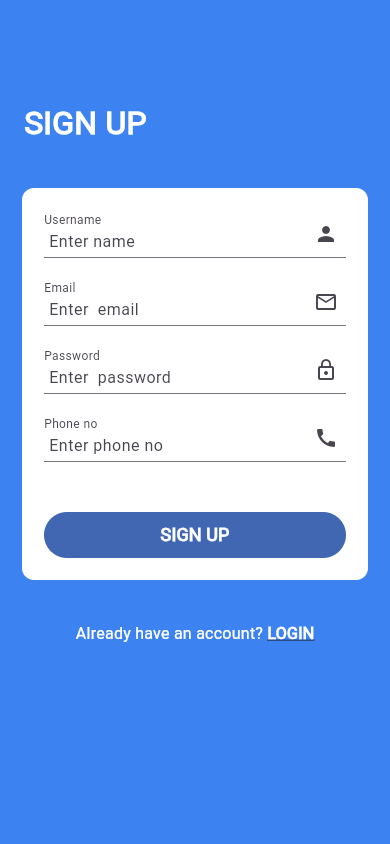 SIGN UP
Username
Enter name
Email
Enter  email
Password
Enter  password
Phone no
Enter phone no
SIGN UP
Already have an account? LOGIN